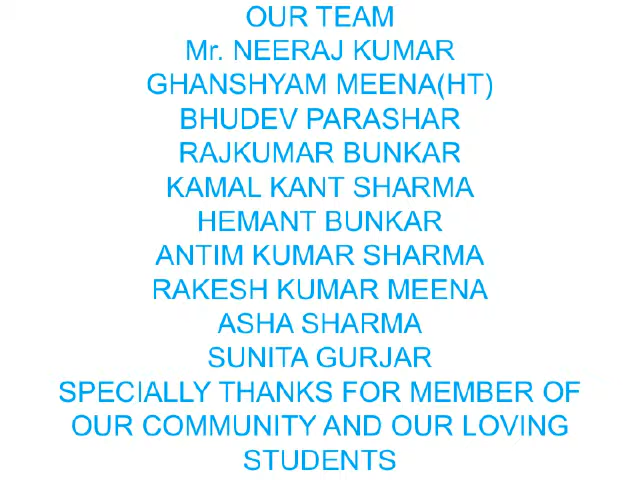 OUR TEAM
Mr. NEERAJ KUMAR
GHANSHYAM MEENA(HT)
BHUDEV PARASHAR
RAJKUMAR BUNKAR
KAMAL KANT SHARMA
HEMANT BUNKAR
ANTIM KUMAR SHARMA
RAKESH KUMAR MEENA
ASHA SHARMA
SUNITA GURJAR
SPECIALLY THANKS FOR MEMBER OF
OUR COMMUNITY AND OUR LOVING
STUDENTS